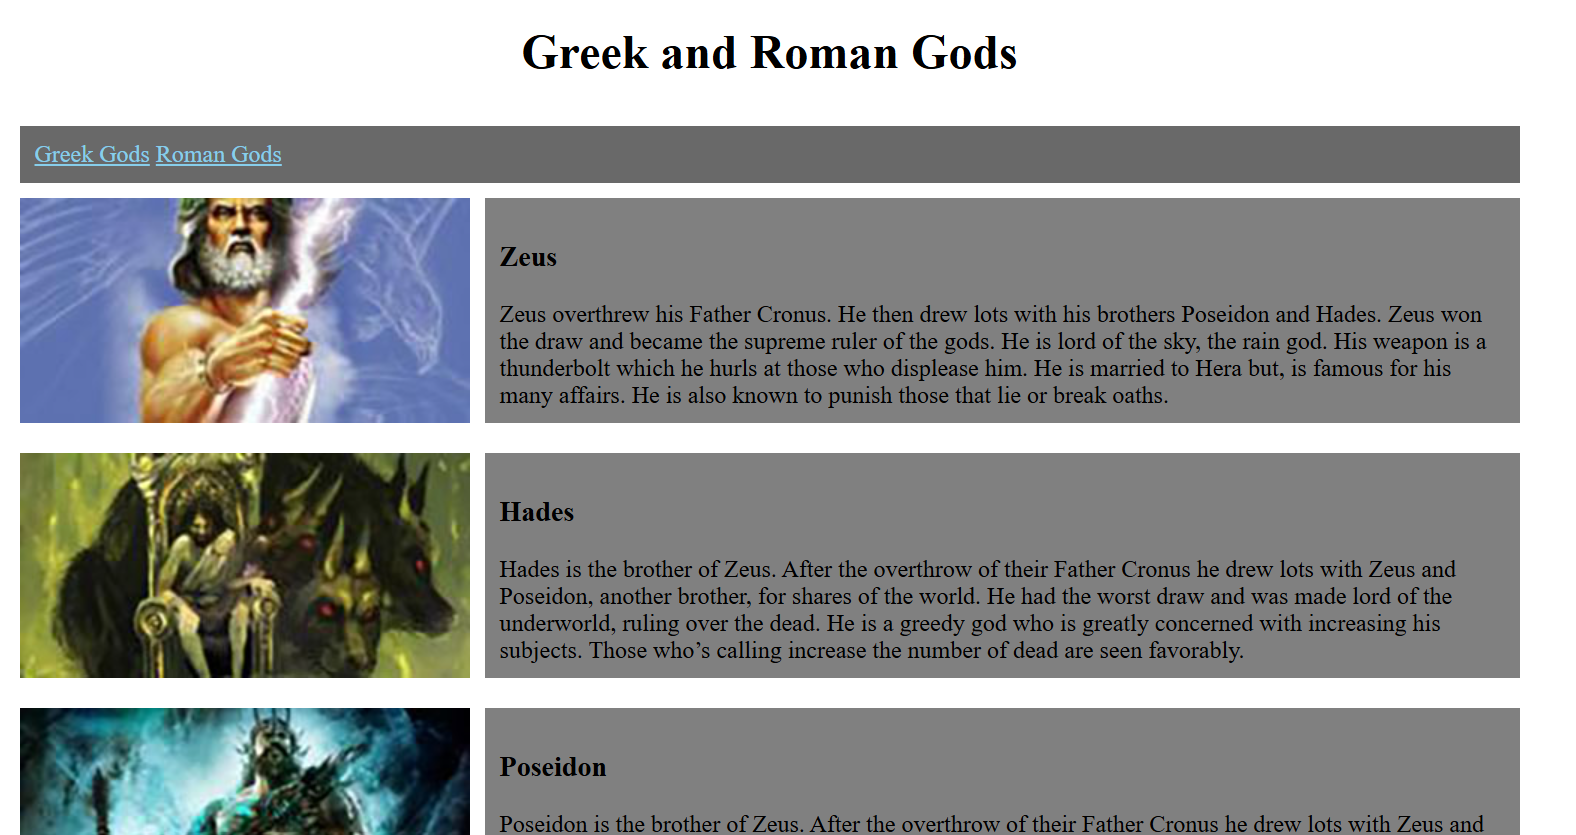 Greek and Roman Gods
Greek Gods Roman Gods
Zeus
Zeus overthrew his Father Cronus. He then drew lots with his brothers Poseidon and Hades. Zeus won
the draw and became the supreme ruler of the gods. He is lord of the sky, the rain god. His weapon is a
thunderbolt which he hurls at those who displease him. He is married to Hera but, is famous for his
many affairs. He is also known to punish those that lie or break oaths.
Hades
Hades is the brother of Zeus. After the overthrow of their Father Cronus he drew lots with Zeus and
Poseidon, another brother, for shares of the world. He had the worst draw and was made lord of the
underworld, ruling over the dead. He is a greedy god who is greatly concerned with increasing his
subjects. Those who’s calling increase the number of dead are seen favorably.
Poseidon
Poseidon is the brother of Zeus. After the overthrow of their Father Cronus he drew lots with Zeus and